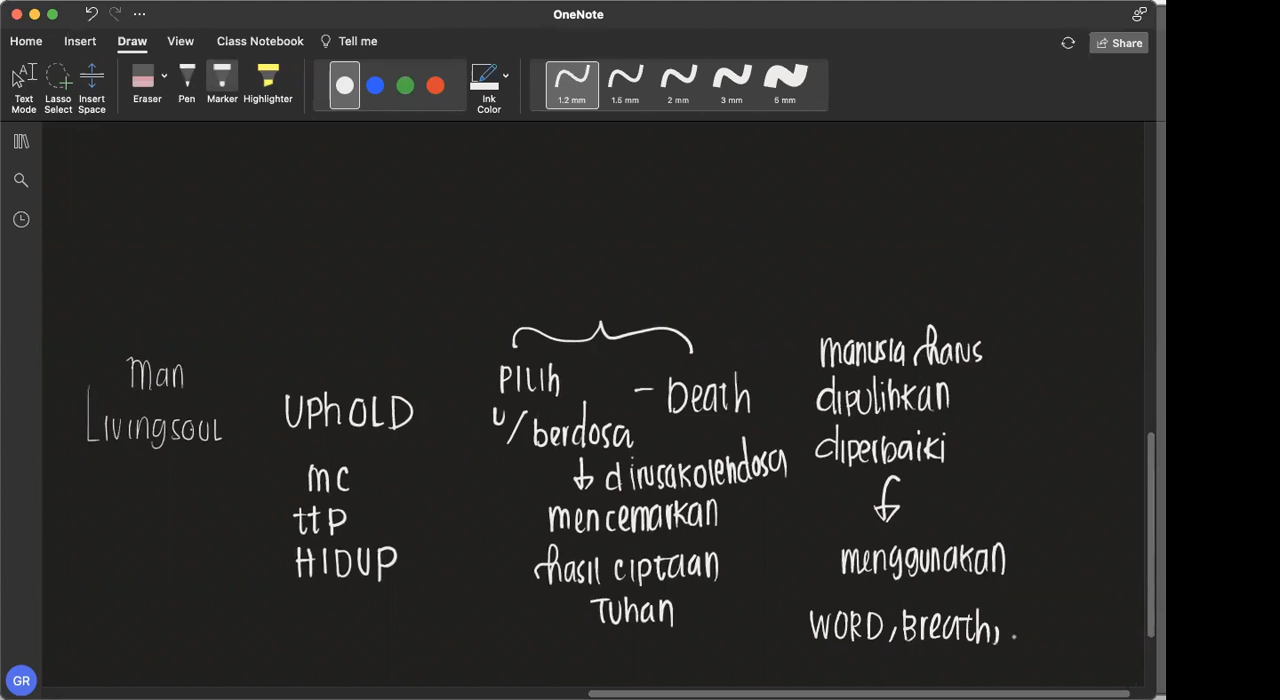 OneNote
Home Insert Draw View Class Notebook Tell me
Share
Text Mode
Lasso Select
Insert Space
Eraser
Pen
Marker
Highlighter
Ink Color
1.2 mm
1.5 mm
2 mm
3 mm
5 mm
Man
Livingsoul
UPhOLD
mc
ttp
HIDUP
PILIh
u/berdosa
- Death
dirusakolehdosa
mencemarkan
hasil ciptaan
Tuhan
manusia harus
dipulihkan
diperbaiki
menggunakan
WORD, Breath,
GR